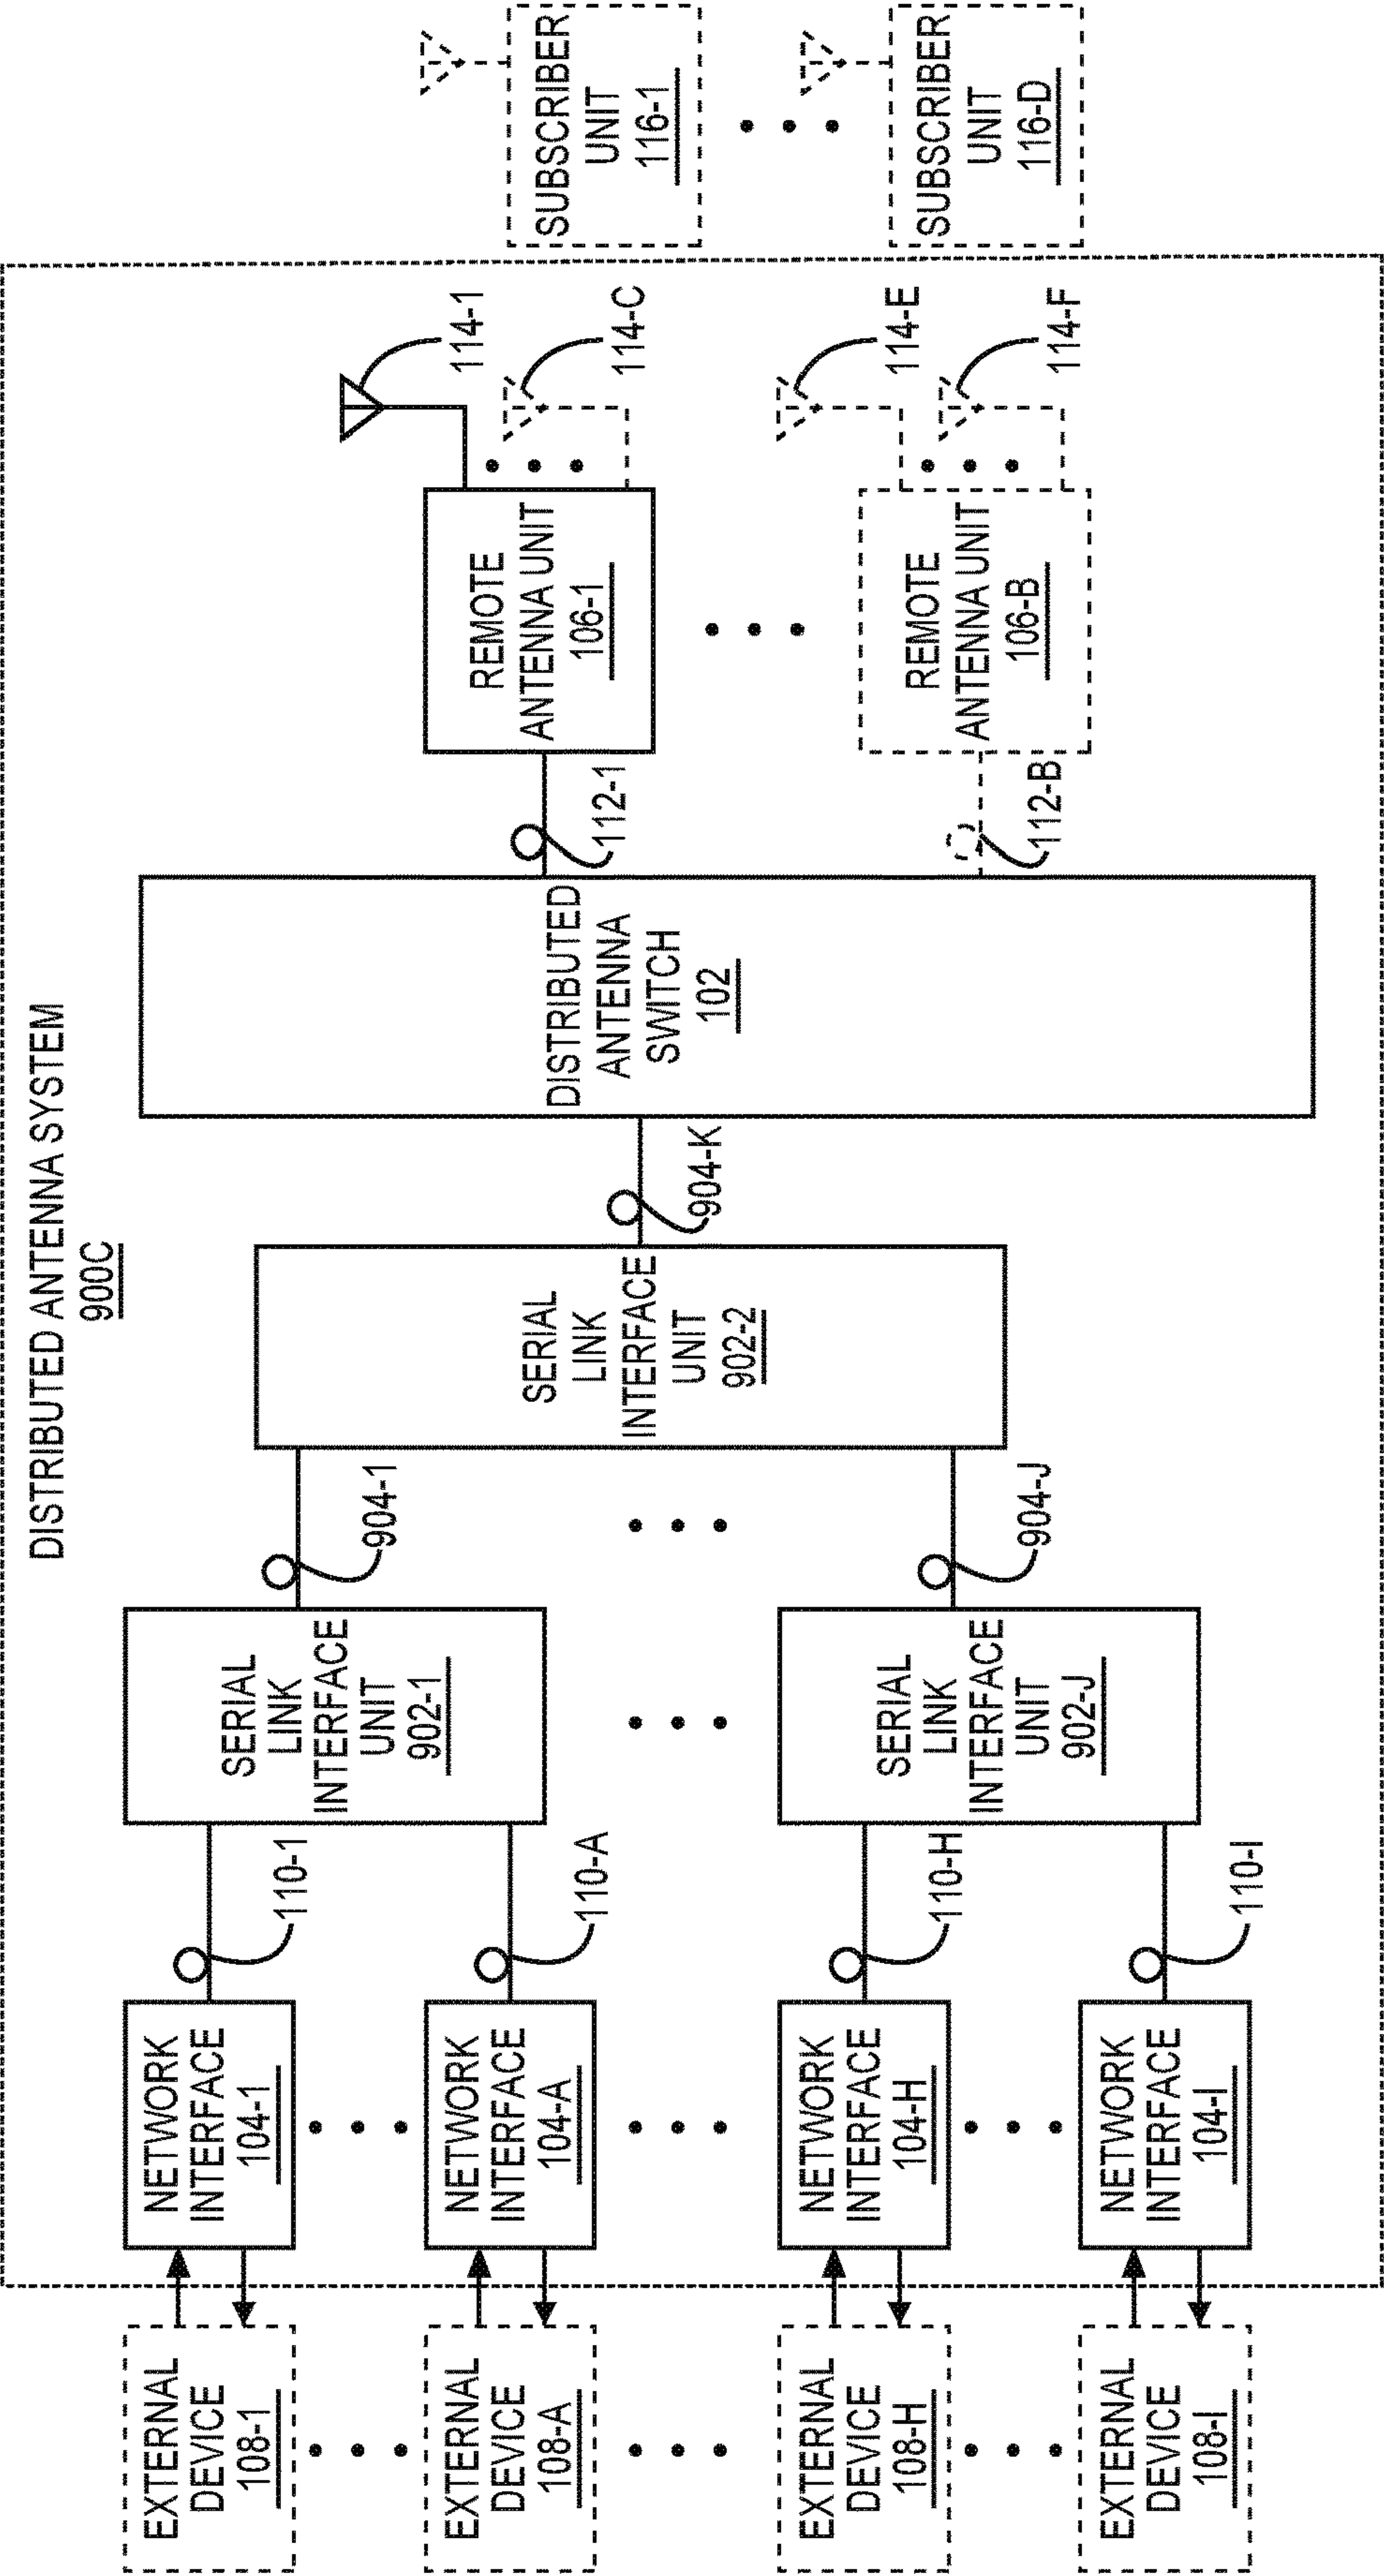 DISTRIBUTED ANTENNA SYSTEM
900C
EXTERNAL
DEVICE
108-1
NETWORK
INTERFACE
104-1
110-1
EXTERNAL
DEVICE
108-A
NETWORK
INTERFACE
104-A
110-A
SERIAL
LINK
INTERFACE
UNIT
902-1
904-1
EXTERNAL
DEVICE
108-H
NETWORK
INTERFACE
104-H
110-H
EXTERNAL
DEVICE
108-I
NETWORK
INTERFACE
104-I
110-I
SERIAL
LINK
INTERFACE
UNIT
902-J
904-J
SERIAL
LINK
INTERFACE
UNIT
902-2
904-K
DISTRIBUTED
ANTENNA
SWITCH
102
112-1
REMOTE
ANTENNA UNIT
106-1
114-1
114-C
112-B
REMOTE
ANTENNA UNIT
106-B
114-E
114-F
SUBSCRIBER
UNIT
116-1
SUBSCRIBER
UNIT
116-D